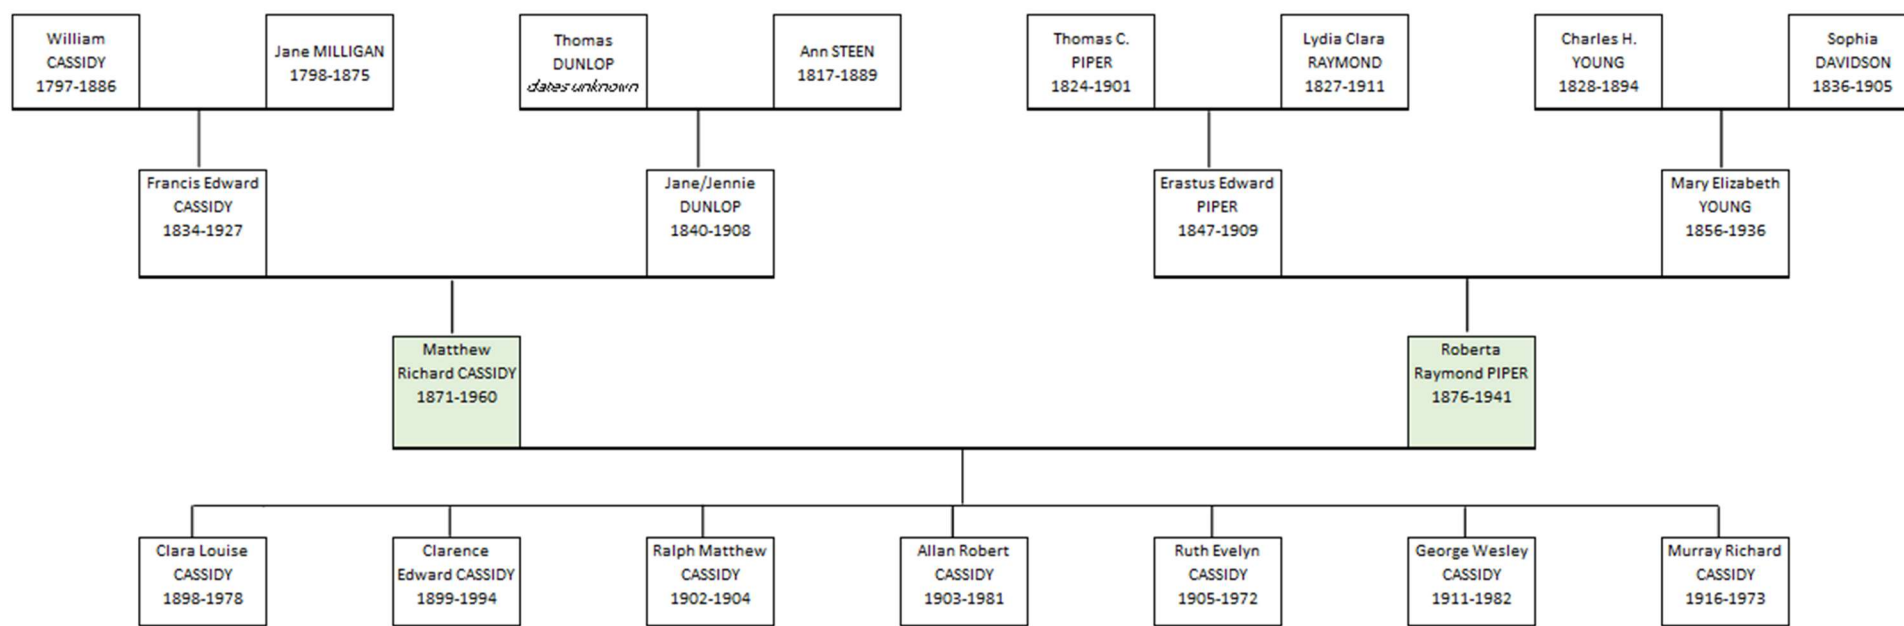 William
CASSIDY
1797-1886
Jane MILLIGAN
1798-1875
Thomas
DUNLOP
dates unknown
Ann STEEN
1817-1889
Thomas C.
PIPER
1824-1901
Lydia Clara
RAYMOND
1827-1911
Charles H.
YOUNG
1828-1894
Sophia
DAVIDSON
1836-1905
Francis Edward
CASSIDY
1834-1927
Jane/Jennie
DUNLOP
1840-1908
Erastus Edward
PIPER
1847-1909
Mary Elizabeth
YOUNG
1856-1936
Matthew
Richard CASSIDY
1871-1960
Roberta
Raymond PIPER
1876-1941
Clara Louise
CASSIDY
1898-1978
Clarence
Edward CASSIDY
1899-1994
Ralph Matthew
CASSIDY
1902-1904
Allan Robert
CASSIDY
1903-1981
Ruth Evelyn
CASSIDY
1905-1972
George Wesley
CASSIDY
1911-1982
Murray Richard
CASSIDY
1916-1973